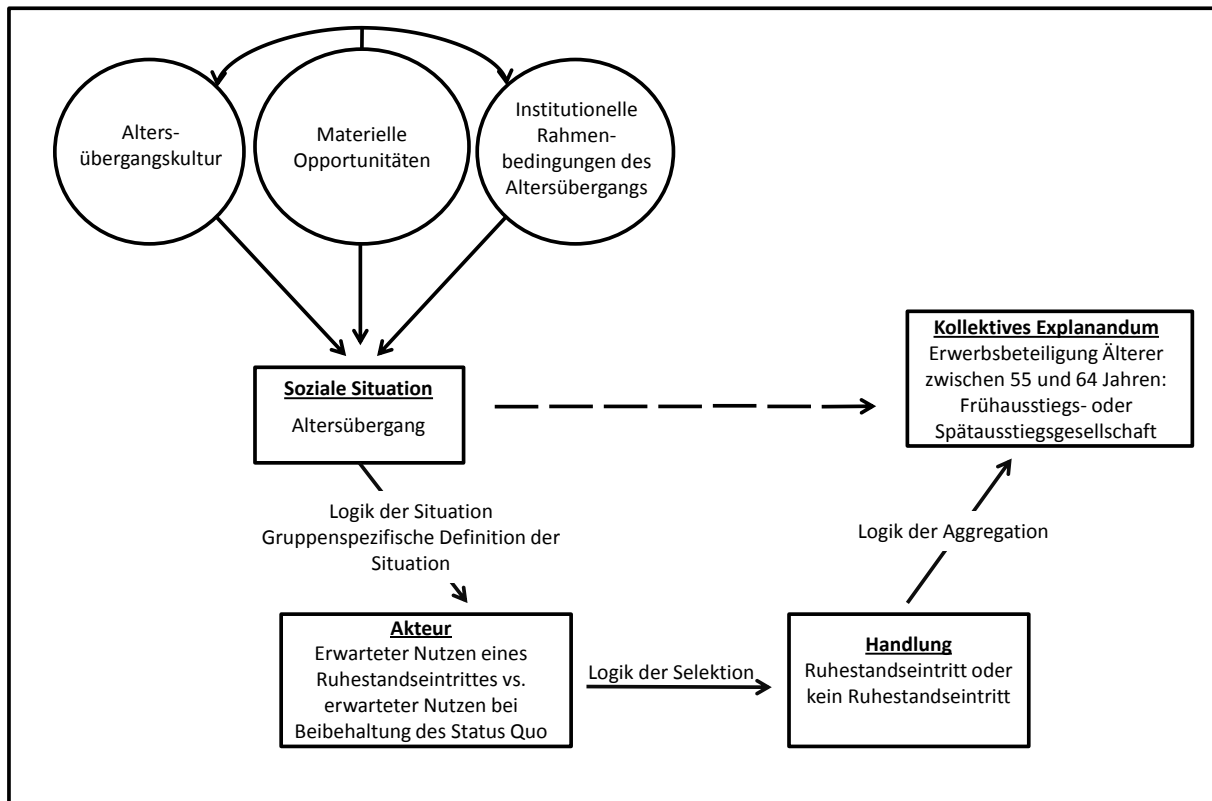 Alters-
übergangskultur
Materielle
Opportunitäten
Institutionelle
Rahmen-
bedingungen des
Altersübergangs
Soziale Situation
Altersübergang
Kollektives Explanandum
Erwerbsbeteiligung Älterer
zwischen 55 und 64 Jahren:
Frühausstiegs- oder
Spätausstiegsgesellschaft
Logik der Situation
Gruppenspezifische Definition der
Situation
Logik der Aggregation
Akteur
Erwarteter Nutzen eines
Ruhestandseintrittes vs.
erwarteter Nutzen bei
Beibehaltung des Status Quo
Logik der Selektion
Handlung
Ruhestandseintritt oder
kein Ruhestandseintritt